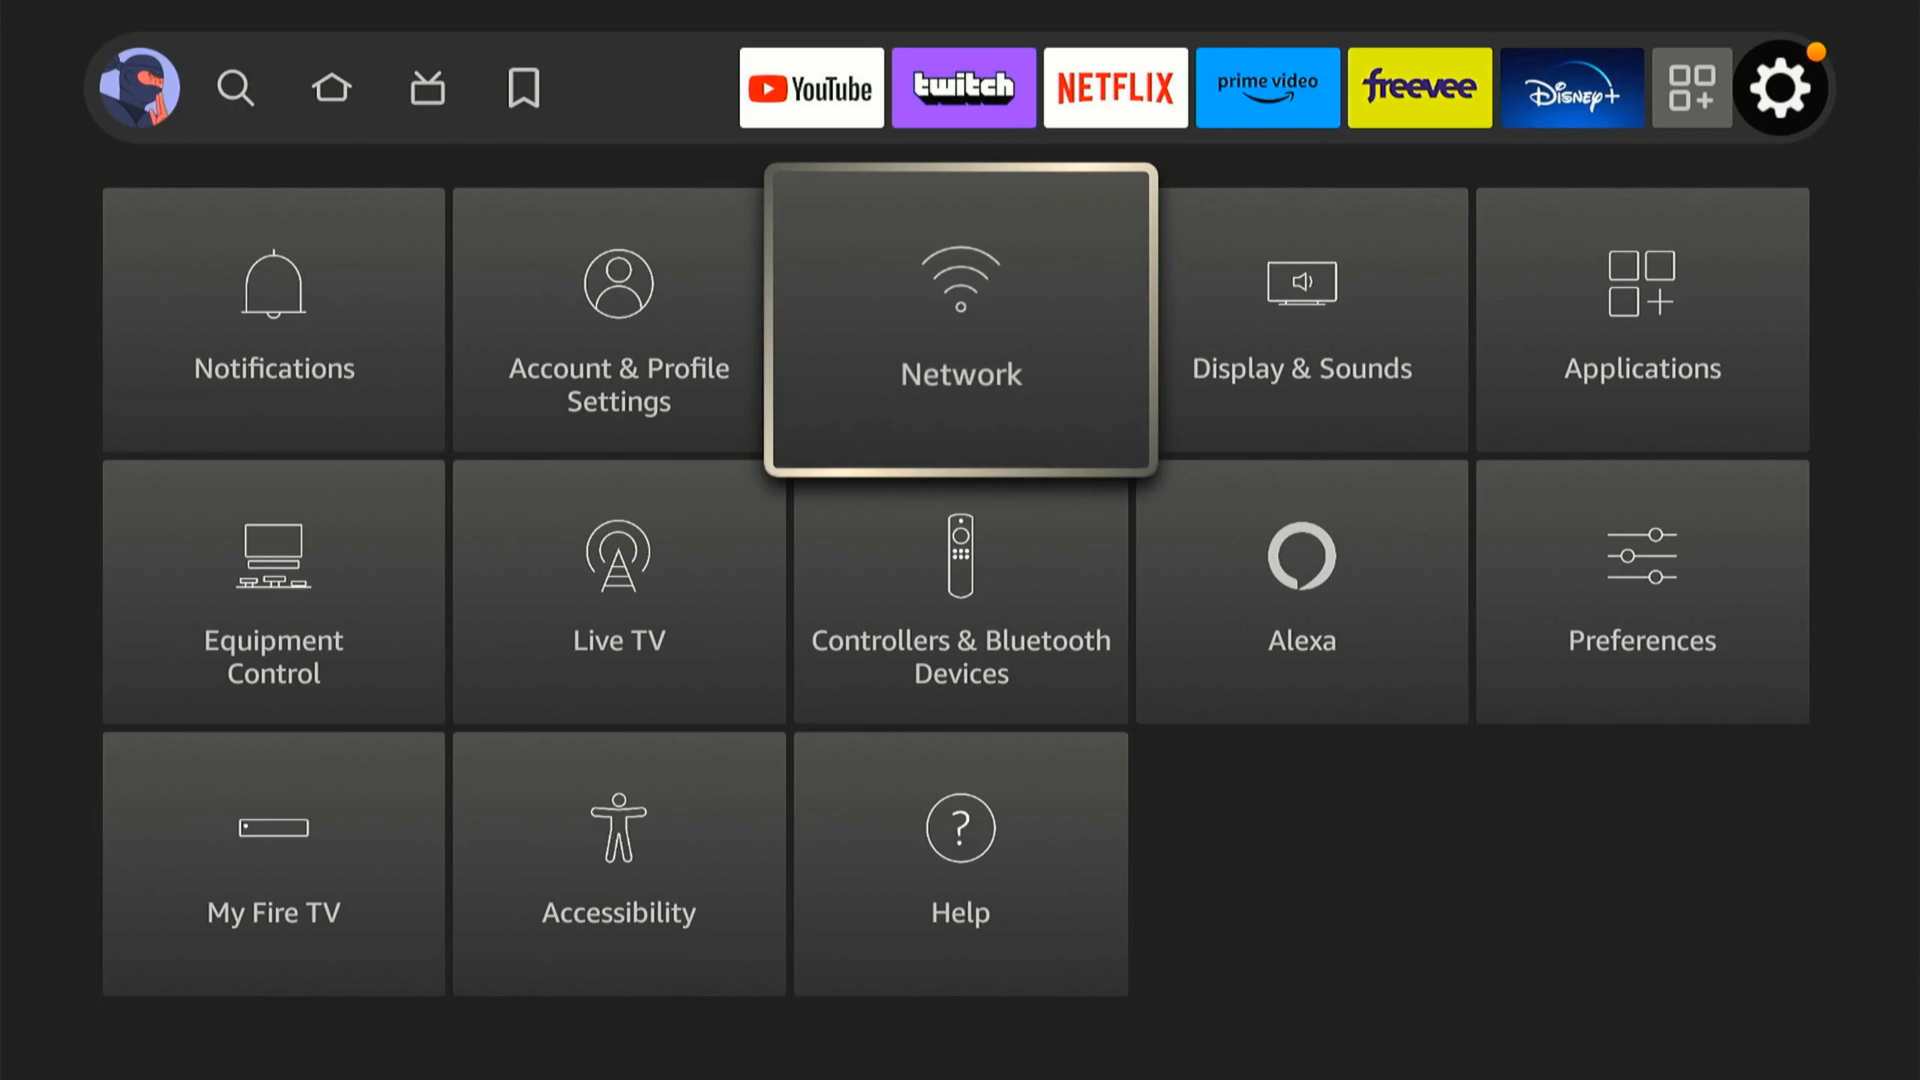 YouTube
twitch
NETFLIX
prime video
freevee
Disney+
Notifications
Account & Profile
Settings
Network
Display & Sounds
Applications
Equipment
Control
Live TV
Controllers & Bluetooth
Devices
Alexa
Preferences
My Fire TV
Accessibility
?
Help